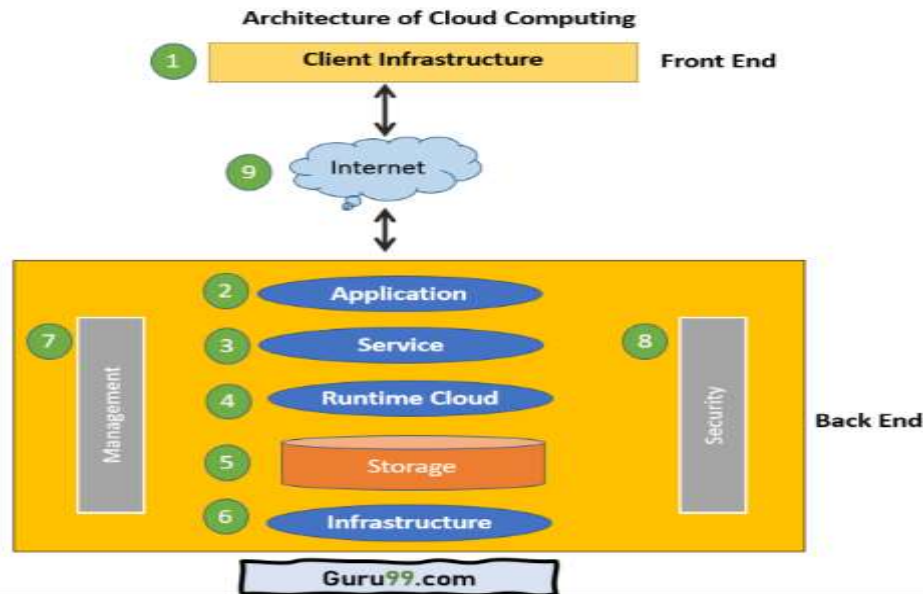 Architecture of Cloud Computing
1
Client Infrastructure
Front End
9
Internet
2
Application
7
3
Service
8
4
Runtime Cloud
Management
Security
Back End
5
Storage
6
Infrastructure
Guru99.com